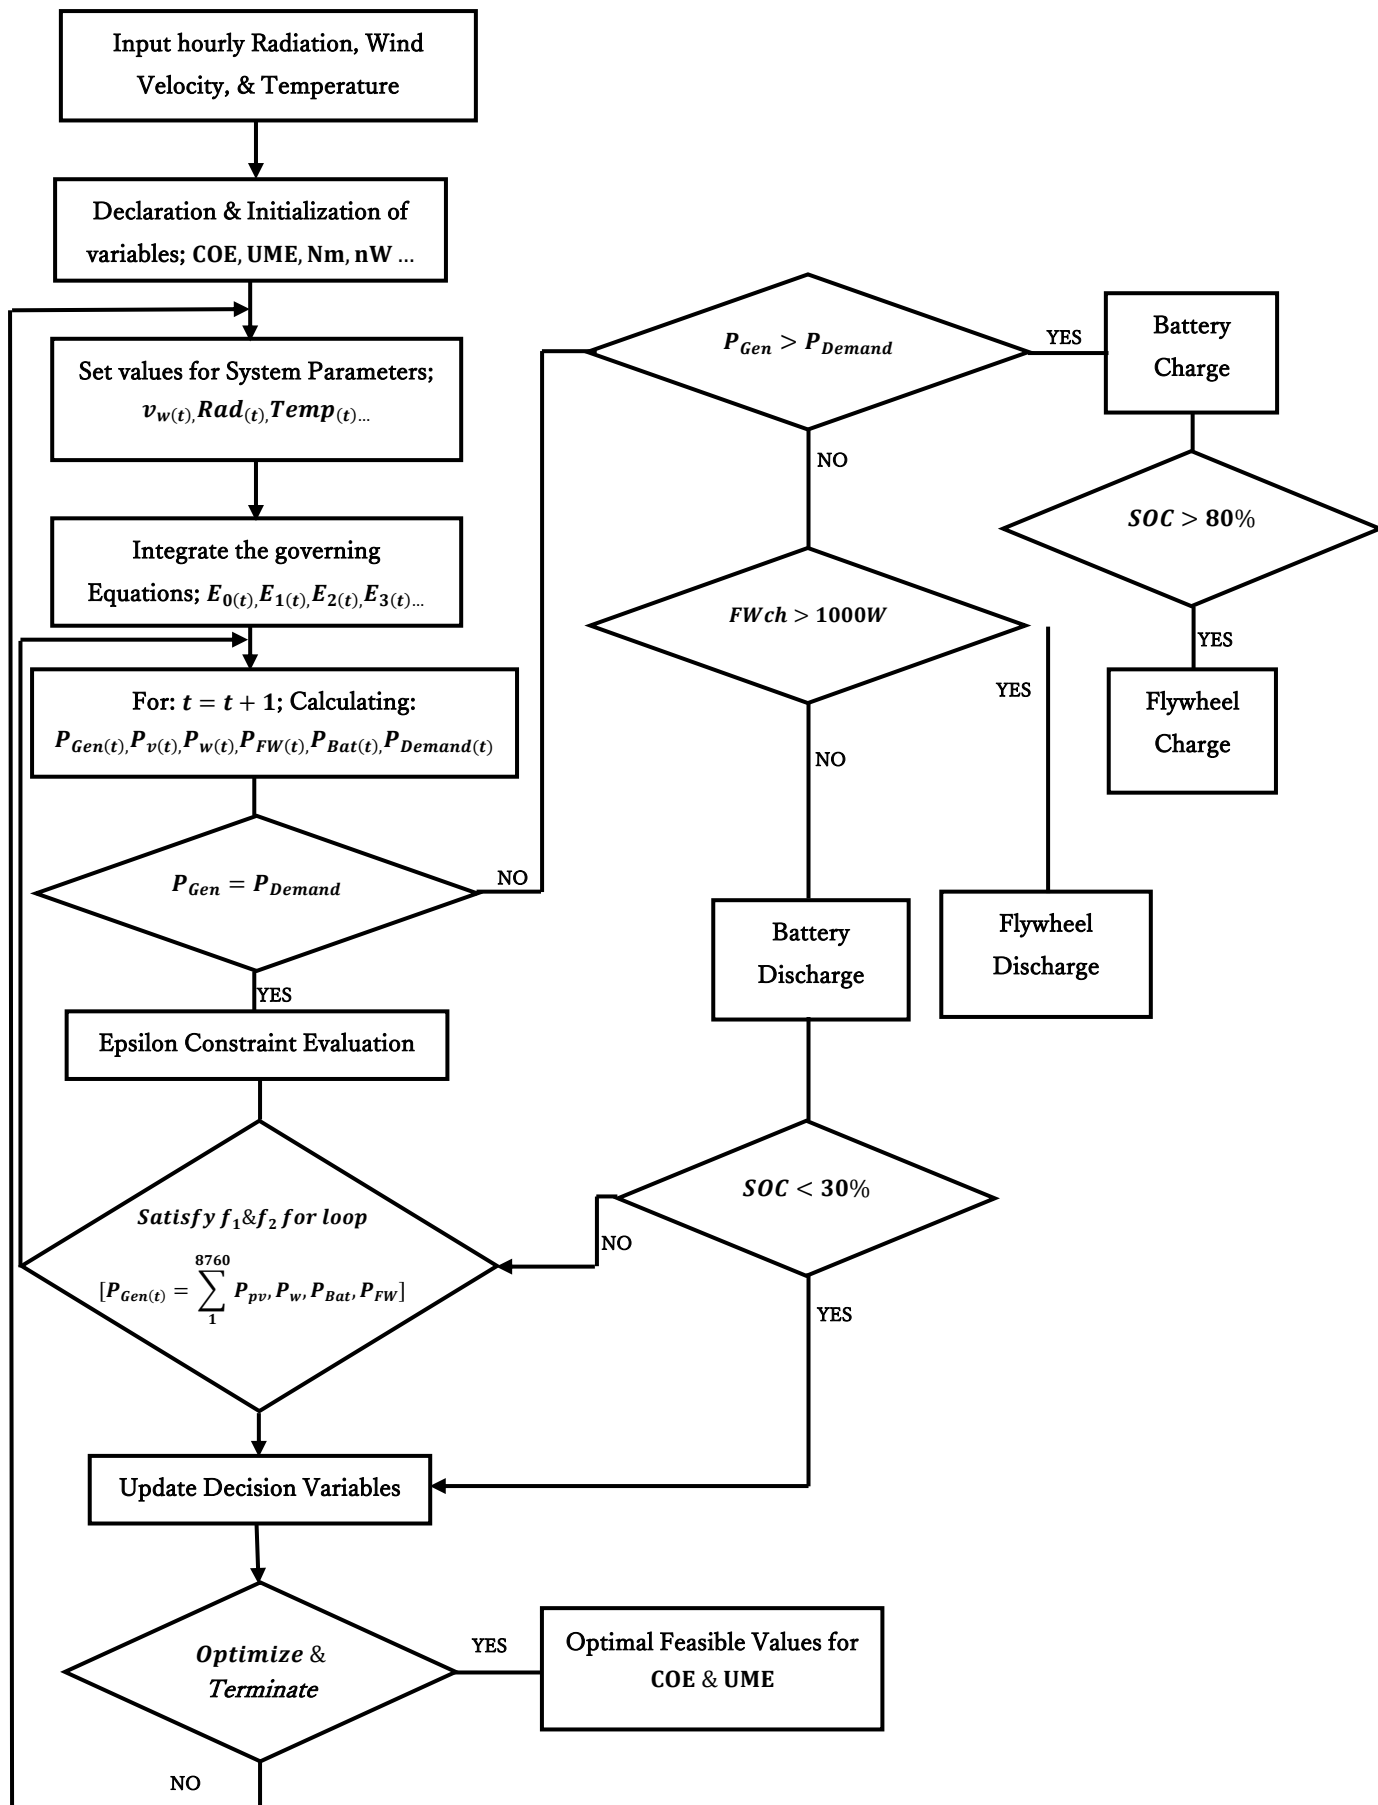 Input hourly Radiation, Wind
Velocity, & Temperature
Declaration & Initialization of
variables; COE, UME, Nm, nW ...
Set values for System Parameters;
v_w(t), Rad_(t), Temp_(t)...
Integrate the governing
Equations; E_0(t), E_1(t), E_2(t), E_3(t)...
For: t = t + 1; Calculating:
P_Gen(t), P_v(t), P_w(t), P_FW(t), P_Bat(t), P_Demand(t)
P_Gen = P_Demand
NO
YES
Epsilon Constraint Evaluation
Satisfy f_1 & f_2 for loop
[P_Gen(t) = ∑_1^8760 P_pv, P_w, P_Bat, P_FW]
Update Decision Variables
Optimize &
Terminate
YES
NO
Optimal Feasible Values for
COE & UME
P_Gen > P_Demand
YES
NO
Battery
Charge
SOC > 80%
YES
Flywheel
Charge
FWch > 1000W
YES
NO
Flywheel
Discharge
Battery
Discharge
SOC < 30%
NO
YES